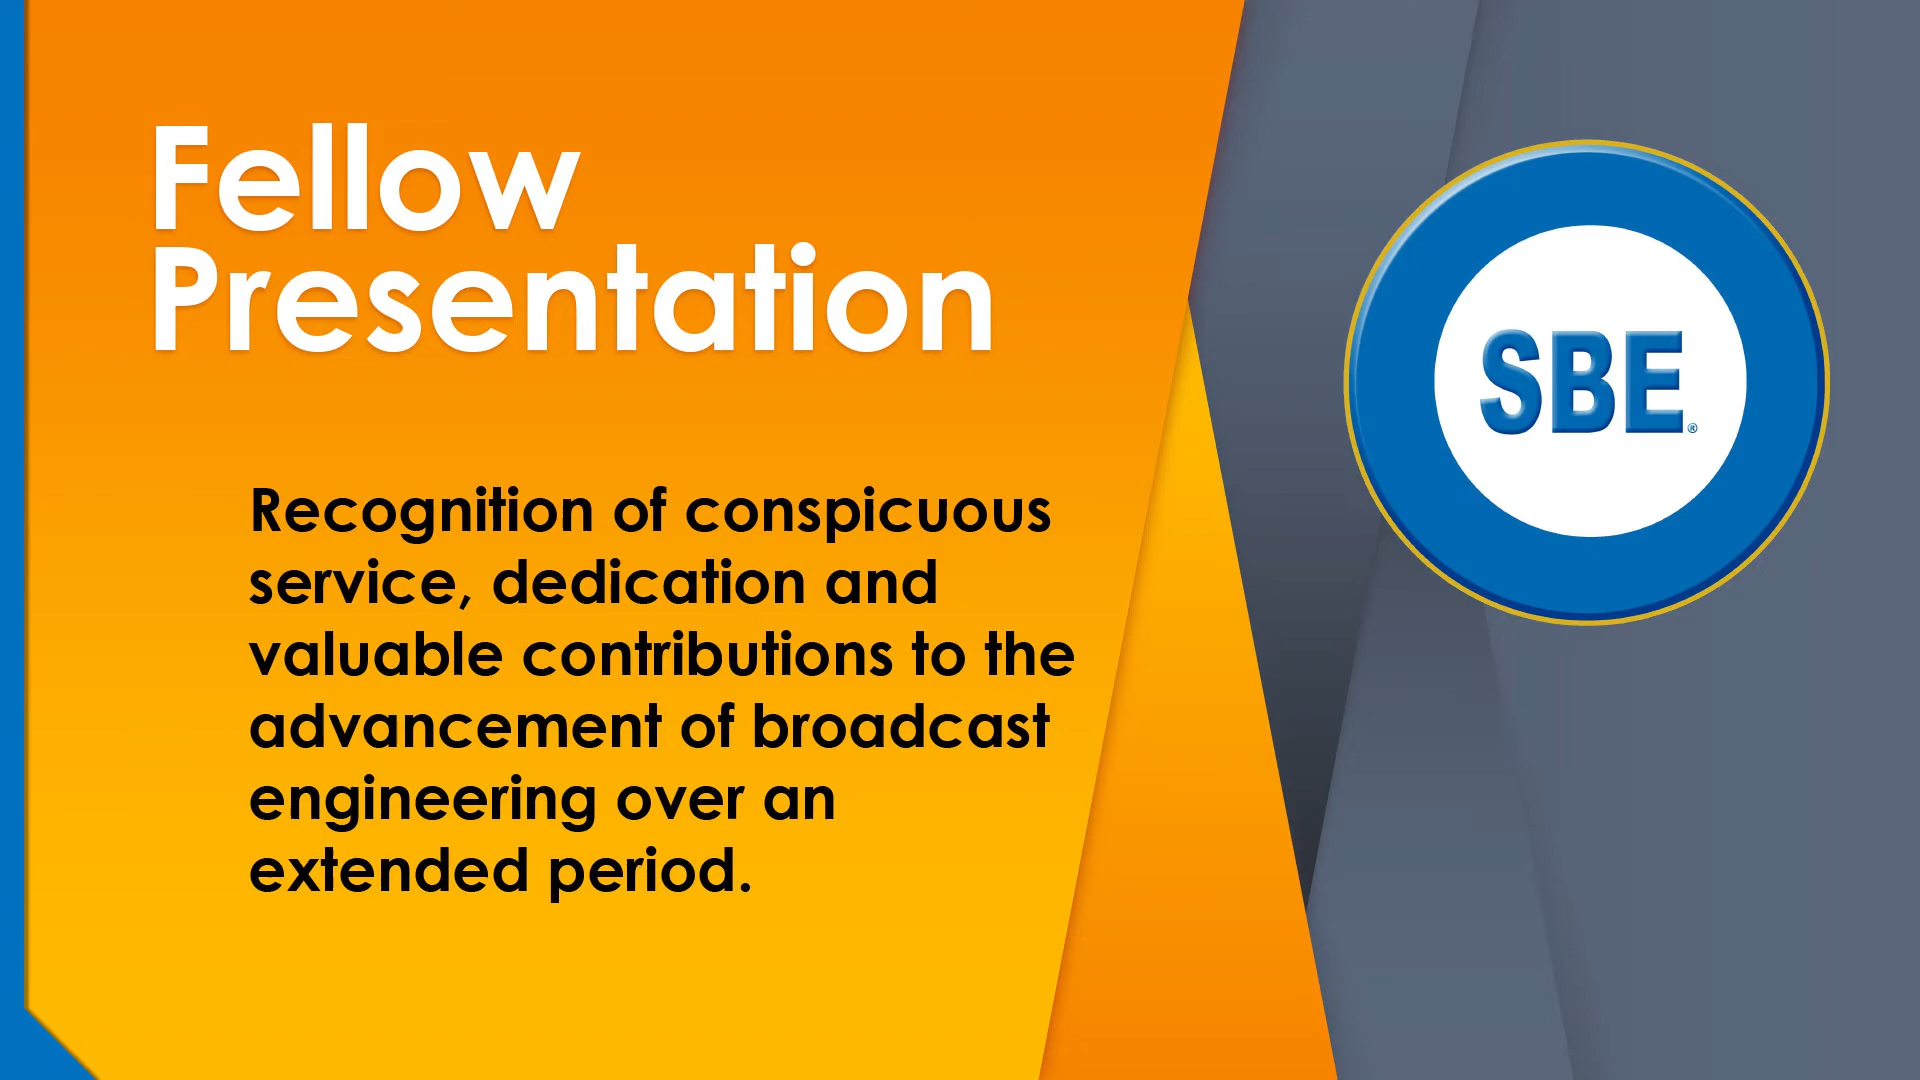 Fellow
Presentation
Recognition of conspicuous
service, dedication and
valuable contributions to the
advancement of broadcast
engineering over an
extended period.
SBE®